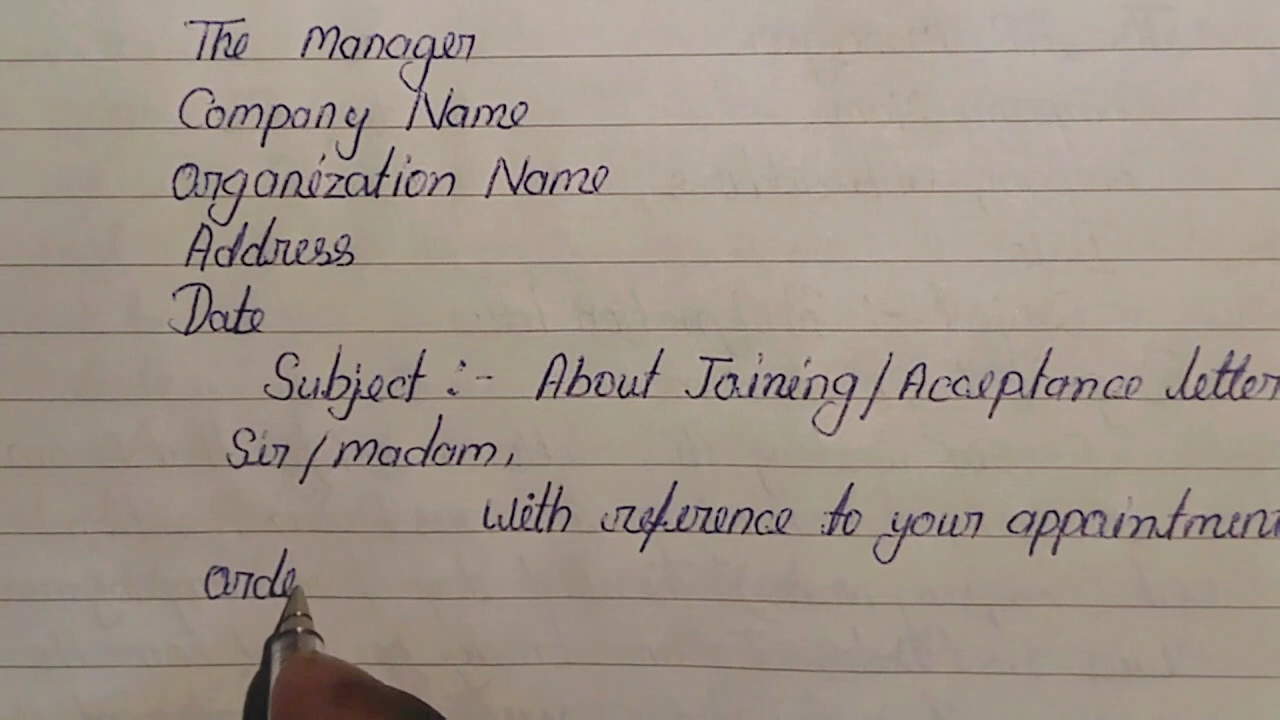 The Manager
Company Name
Organization Name
Address
Date
Subject :- About Joining/Acceptance letter
Sir/madam,
with reference to your appointmen
orde